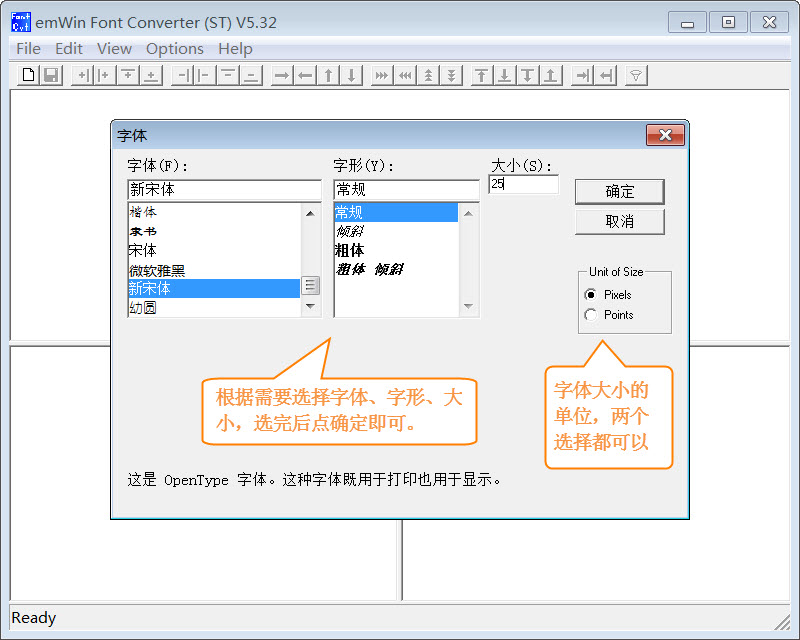 emWin Font Converter (ST) V5.32
File Edit View Options Help
字体
字体(F):
字形(Y):
大小(S):
新宋体
常规
25
确定
取消
楷体
隶书
宋体
微软雅黑
新宋体
幼圆
常规
倾斜
粗体
粗体 倾斜
Unit of Size
Pixels
Points
根据需要选择字体、字形、大
小，选完后点确定即可。
字体大小的
单位，两个
选择都可以
这是 OpenType 字体。这种字体既用于打印也用于显示。
Ready